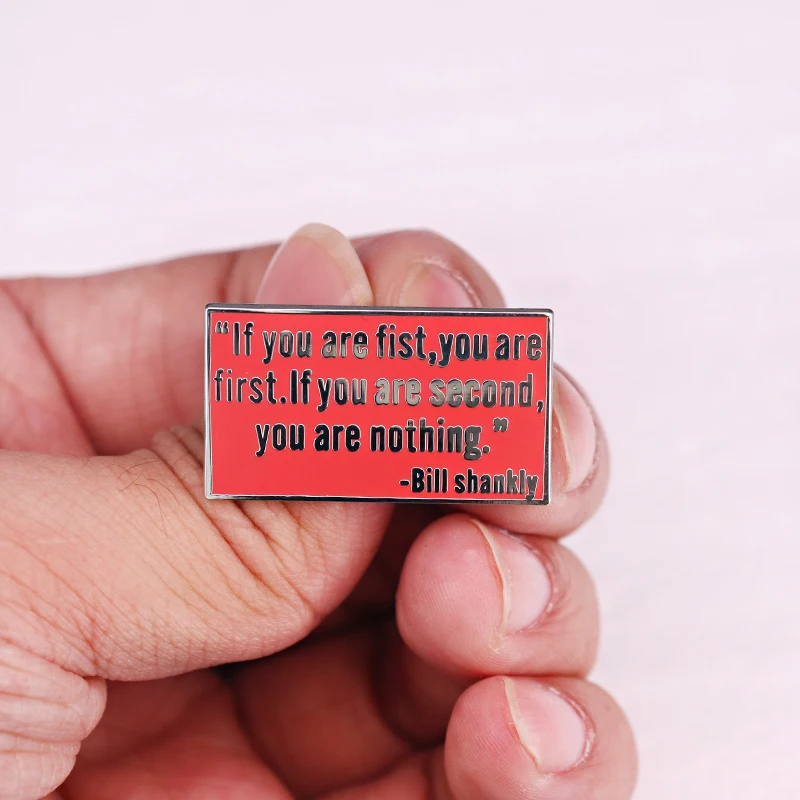 “If you are fist,you are
first.If you are second,
you are nothing.”
-Bill shankly